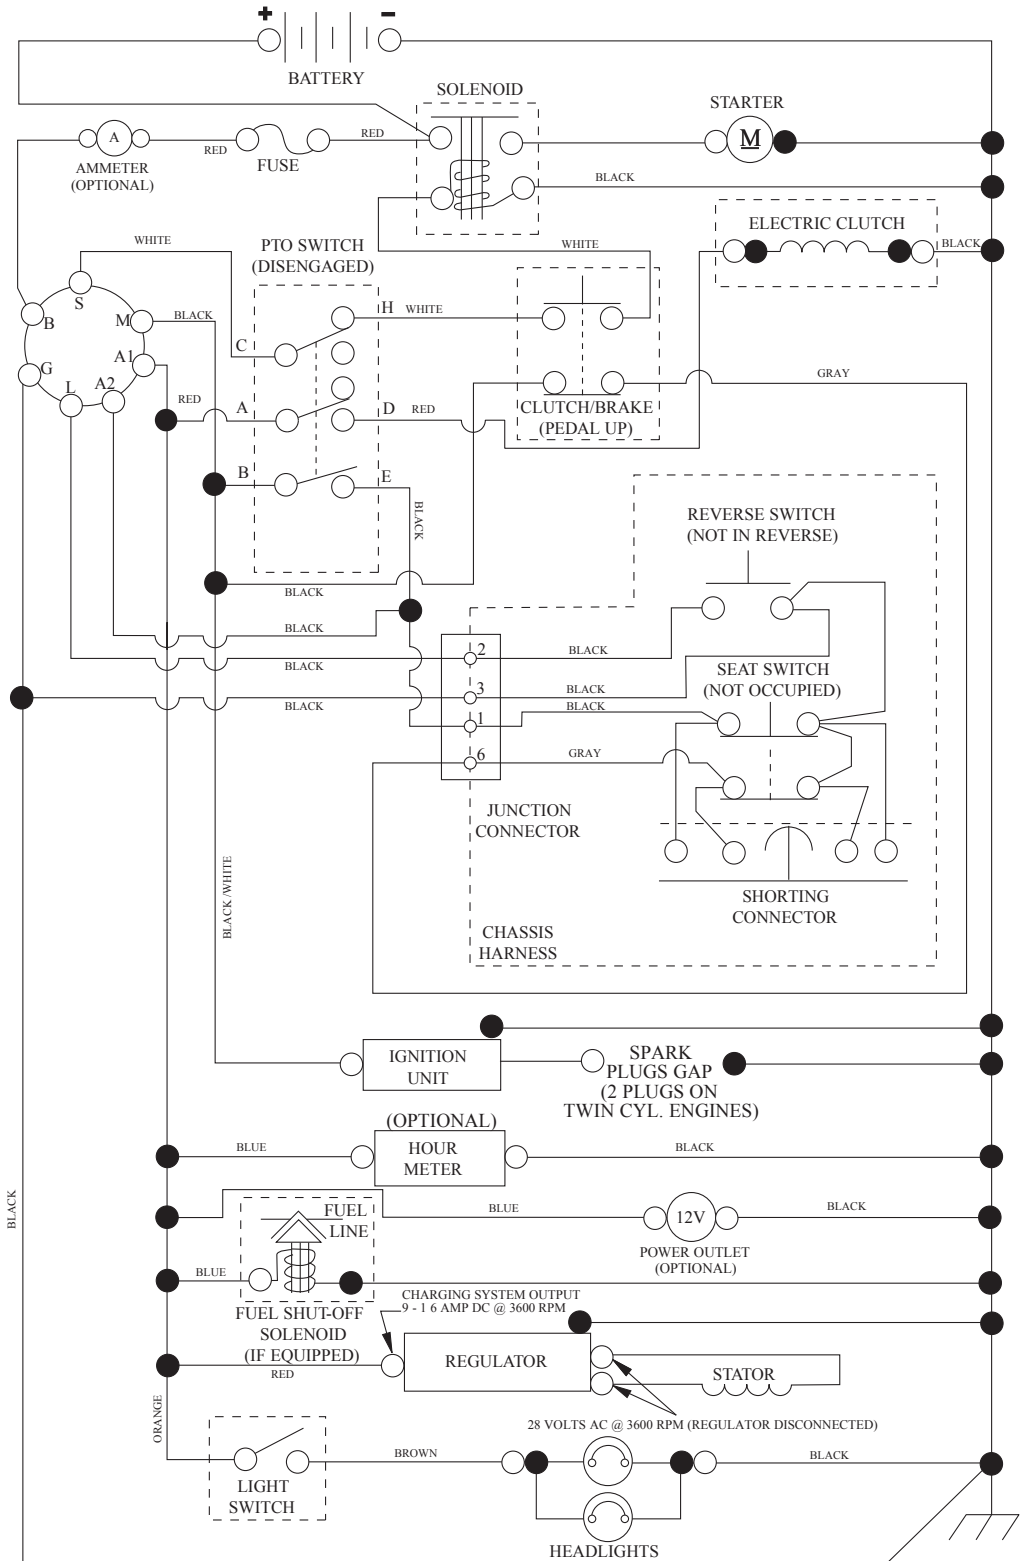 + −
BATTERY
SOLENOID
STARTER
A
RED
FUSE
RED
M
AMMETER
(OPTIONAL)
BLACK
ELECTRIC CLUTCH
BLACK
WHITE
PTO SWITCH
(DISENGAGED)
WHITE
S
B
M
BLACK
H
WHITE
C
G
A1
L
A2
GRAY
RED
A
D
RED
CLUTCH/BRAKE
(PEDAL UP)
B
E
BLACK
REVERSE SWITCH
(NOT IN REVERSE)
BLACK
BLACK
BLACK
2
BLACK
SEAT SWITCH
(NOT OCCUPIED)
3
BLACK
BLACK
BLACK
1
6
GRAY
JUNCTION
CONNECTOR
BLACK /WHITE
SHORTING
CONNECTOR
CHASSIS
HARNESS
IGNITION
UNIT
SPARK
PLUGS GAP
(2 PLUGS ON
TWIN CYL. ENGINES)
(OPTIONAL)
BLUE
HOUR
METER
BLACK
BLACK
FUEL
LINE
BLUE
12V
BLACK
POWER OUTLET
(OPTIONAL)
BLUE
CHARGING SYSTEM OUTPUT
9 - 1 6 AMP DC @ 3600 RPM
FUEL SHUT-OFF
SOLENOID
(IF EQUIPPED)
RED
REGULATOR
STATOR
ORANGE
28 VOLTS AC @ 3600 RPM (REGULATOR DISCONNECTED)
BROWN
BLACK
LIGHT
SWITCH
HEADLIGHTS